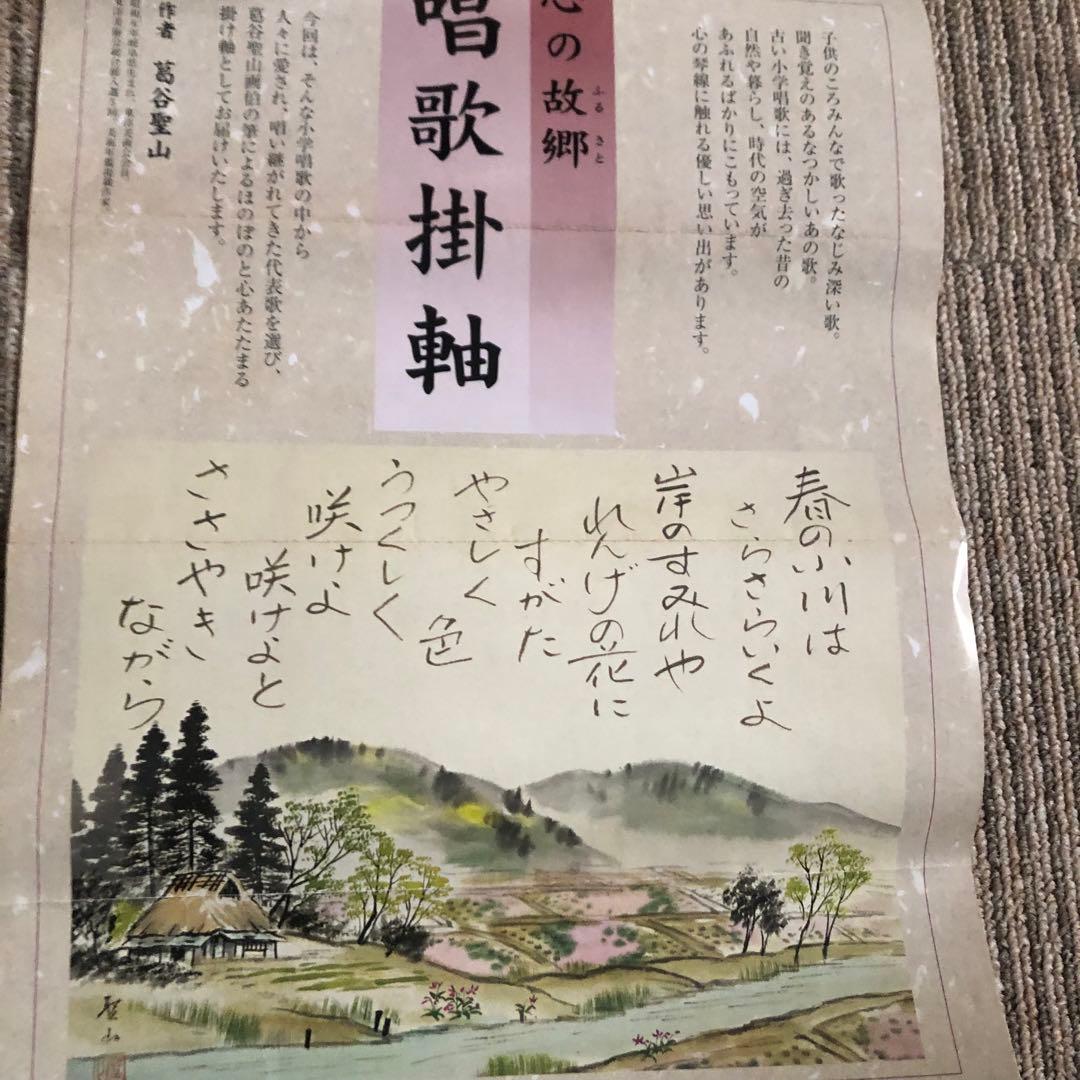 子供のころみんなで歌ったなじみ深い歌。
聞き覚えのあるなつかしいあの歌。
古い小学唱歌には、過ぎ去った昔の
自然や暮らし、時代の空気が
あふれるばかりにこもっています。
心の琴線に触れる優しい思い出があります。
心の故郷
ふるさと
唱歌掛軸
今回は、そんな小学唱歌の中から
人々に愛され、唱い継がれてきた代表歌を選び、
葛谷聖山画伯の筆によるほのぼのと心あたたまる
掛け軸としてお届けいたします。
作者 葛谷聖山
春の小川は
さらさらいくよ
岸のすみれや
れんげの花に
すがた
やさしく
色
うつくしく
咲けよ
咲けよと
ささやき
ながら
聖山